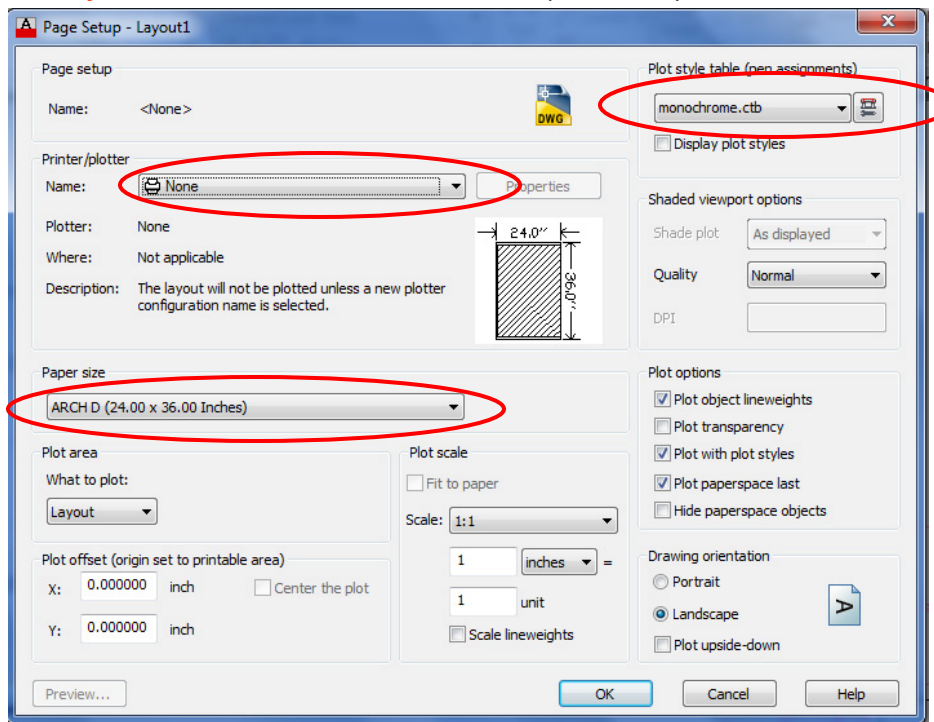 Page Setup - Layout1
Page setup
Name: <None>
DWG
Plot style table (pen assignments)
monochrome.ctb
Display plot styles
Printer/plotter
Name: None
Properties
Plotter: None
Where: Not applicable
Description: The layout will not be plotted unless a new plotter
configuration name is selected.
24.0″
36.0″
Shaded viewport options
Shade plot As displayed
Quality Normal
DPI
Paper size
ARCH D (24.00 x 36.00 Inches)
Plot options
Plot object lineweights
Plot transparency
Plot with plot styles
Plot paperspace last
Hide paperspace objects
Plot area
What to plot:
Layout
Plot scale
Fit to paper
Scale: 1:1
1 inches =
1 unit
Scale lineweights
Plot offset (origin set to printable area)
X: 0.000000 inch Center the plot
Y: 0.000000 inch
Drawing orientation
Portrait
Landscape
Plot upside-down
A
Preview...
OK
Cancel
Help